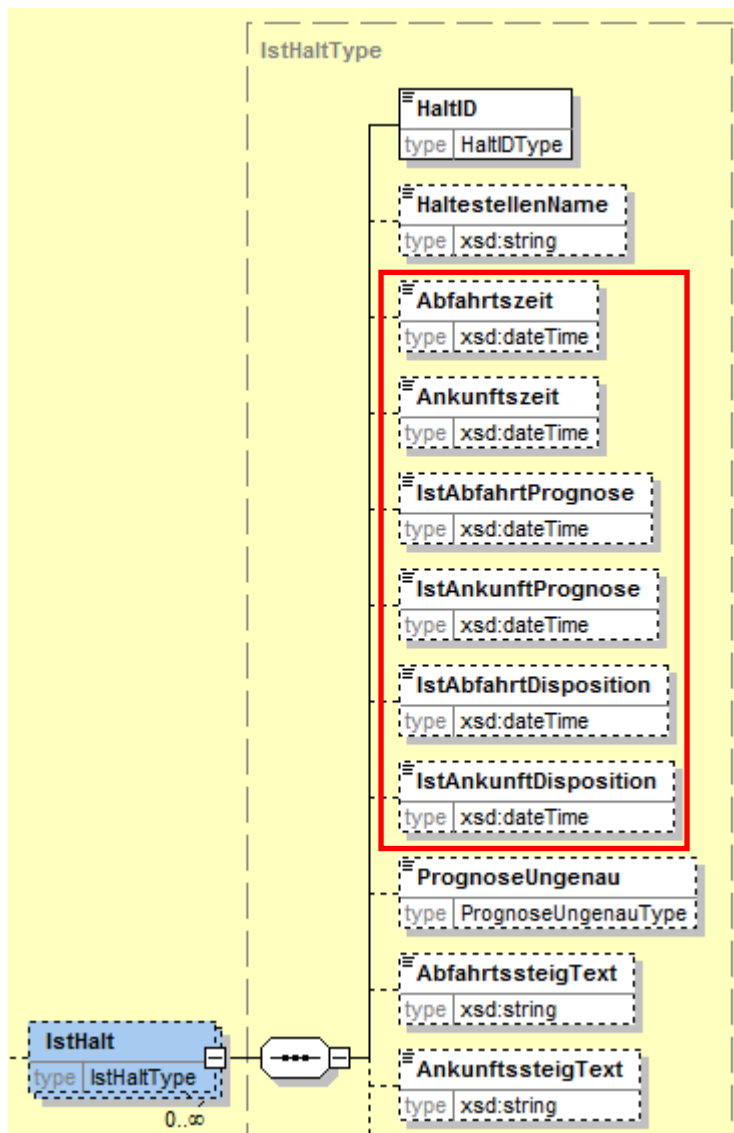 IstHaltType
HaltID
type HaltIDType
HaltestellenName
type xsd:string
Abfahrtszeit
type xsd:dateTime
Ankunftszeit
type xsd:dateTime
IstAbfahrtPrognose
type xsd:dateTime
IstAnkunftPrognose
type xsd:dateTime
IstAbfahrtDisposition
type xsd:dateTime
IstAnkunftDisposition
type xsd:dateTime
PrognoseUngenau
type PrognoseUngenauType
AbfahrtssteigText
type xsd:string
IstHalt
type IstHaltType
0..∞
AnkunftssteigText
type xsd:string